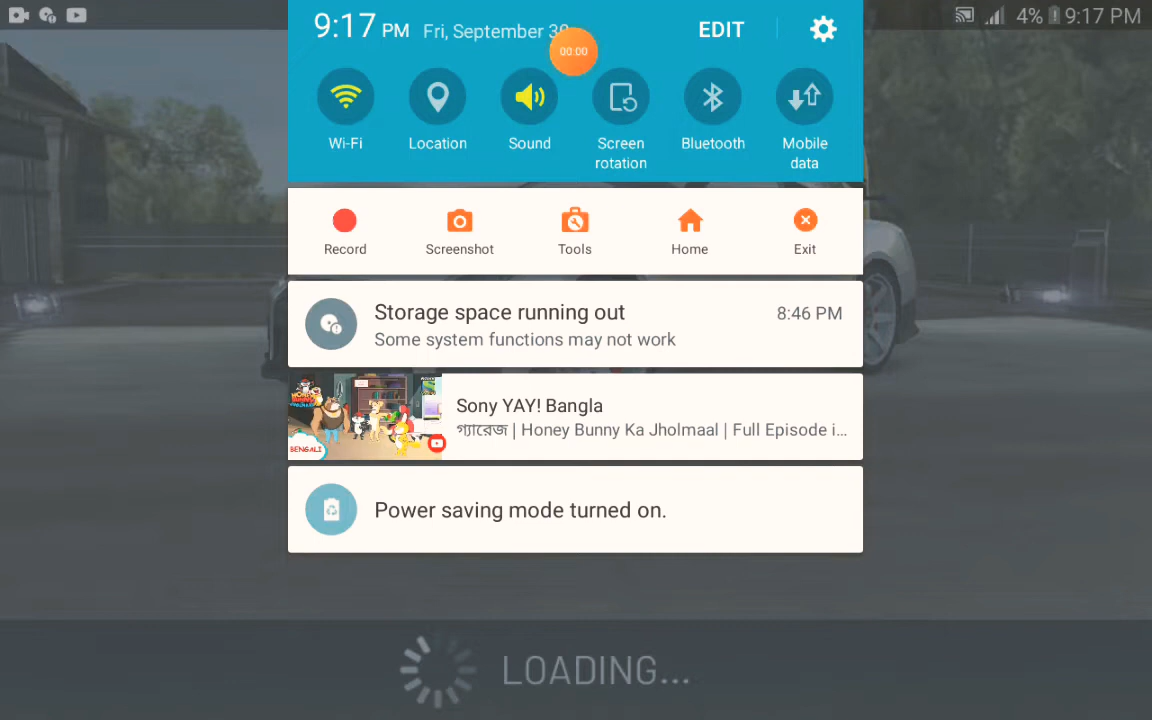 4% 9:17 PM
9:17 PM Fri, September
00:00
EDIT
Wi-Fi
Location
Sound
Screen
rotation
Bluetooth
Mobile
data
Record
Screenshot
Tools
Home
Exit
Storage space running out 8:46 PM
Some system functions may not work
Sony YAY! Bangla
গ্যারেজ | Honey Bunny Ka Jholmaal | Full Episode i...
BENGALI
Power saving mode turned on.
LOADING...